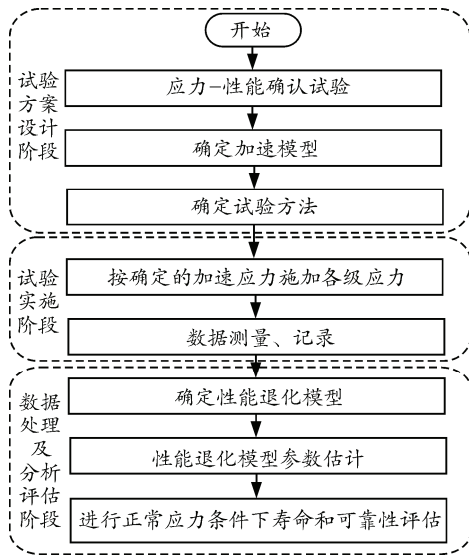 开始
试验
方案
设计
阶段
应力-性能确认试验
确定加速模型
确定试验方法
试验
实施
阶段
按确定的加速应力施加各级应力
数据测量、记录
数据
处理
及
分析
评估
阶段
确定性能退化模型
性能退化模型参数估计
进行正常应力条件下寿命和可靠性评估